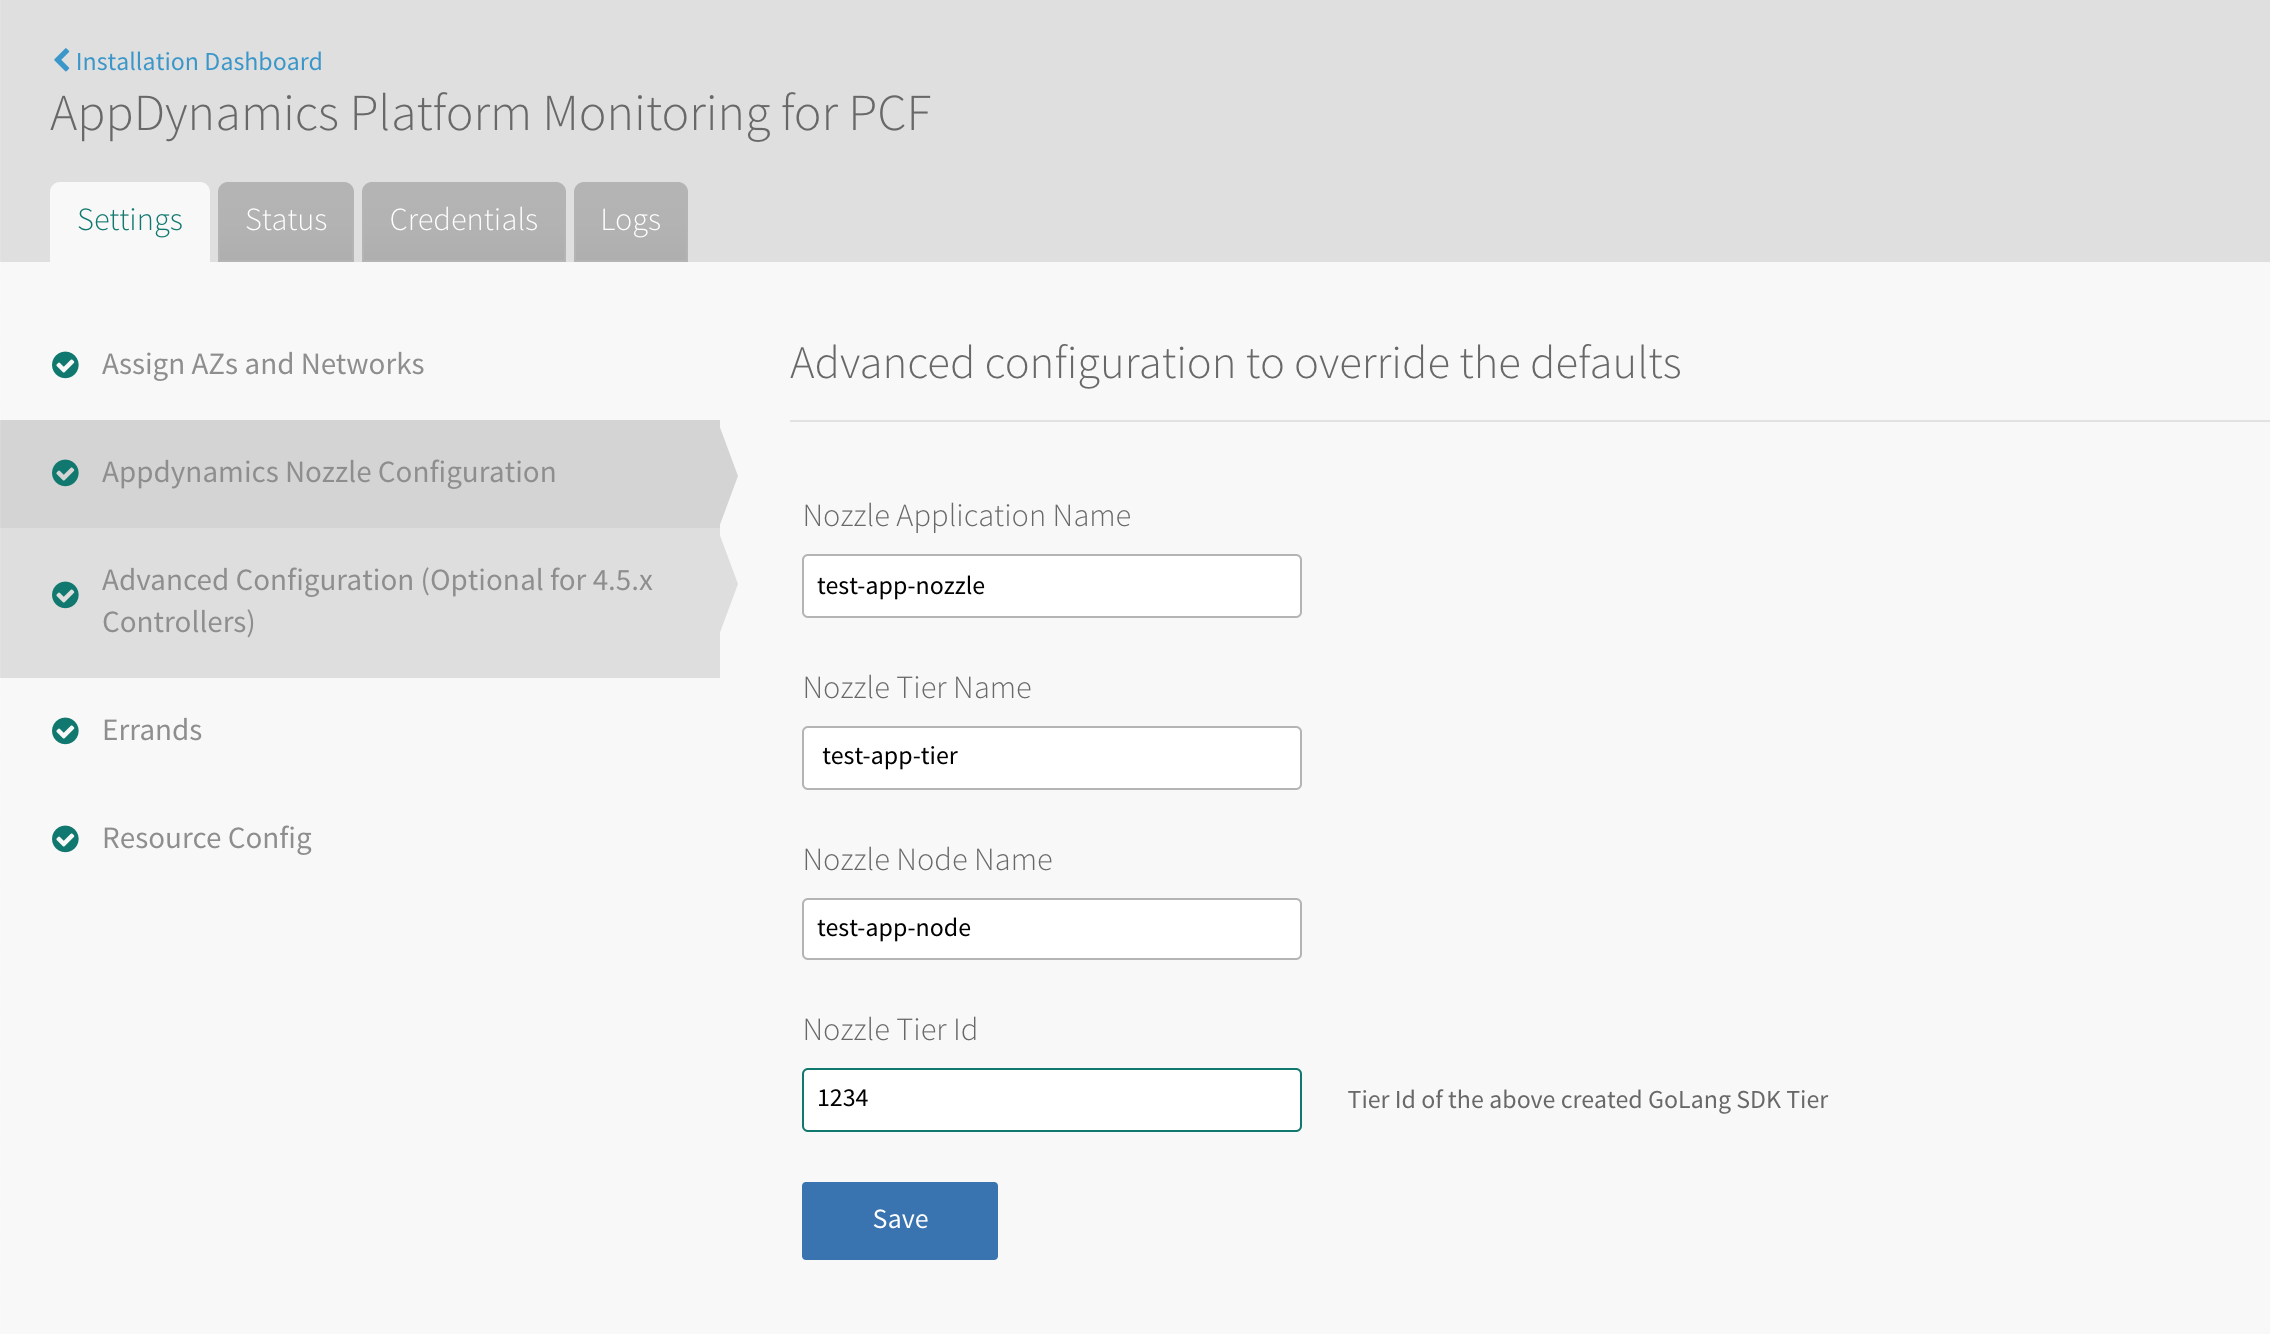 Installation Dashboard
AppDynamics Platform Monitoring for PCF
Settings
Status
Credentials
Logs
Assign AZs and Networks
Appdynamics Nozzle Configuration
Advanced Configuration (Optional for 4.5.x
Controllers)
Errands
Resource Config
Advanced configuration to override the defaults
Nozzle Application Name
test-app-nozzle
Nozzle Tier Name
test-app-tier
Nozzle Node Name
test-app-node
Nozzle Tier Id
1234
Tier Id of the above created GoLang SDK Tier
Save